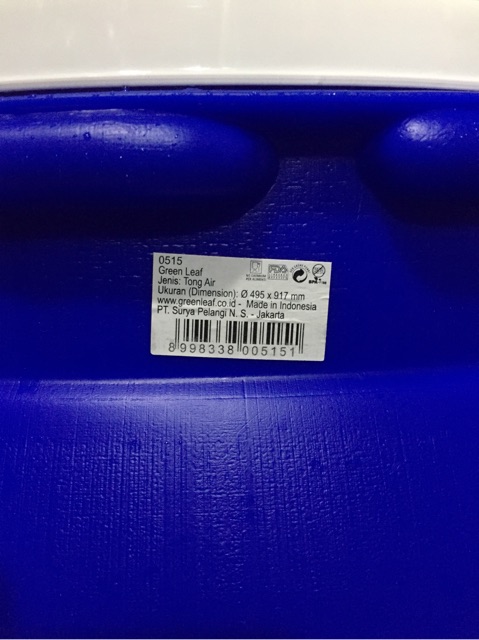 0515
Green Leaf
Jenis: Tong Air
Ukuran (Dimension): Ø 495 x 917 mm
www.greenleaf.co.id - Made in Indonesia
PT. Surya Pelangi N. S. - Jakarta
8 998338 005151
FDA